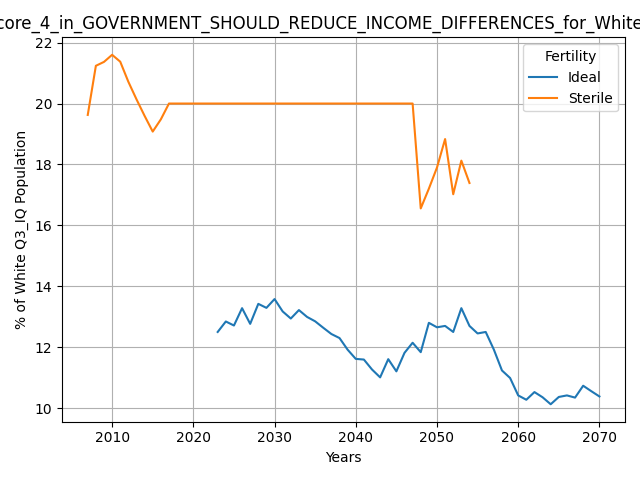 core_4_in_GOVERNMENT_SHOULD_REDUCE_INCOME_DIFFERENCES_for_White
22
20
18
16
14
12
10
% of White Q3_IQ Population
Fertility
Ideal
Sterile
2010 2020 2030 2040 2050 2060 2070
Years